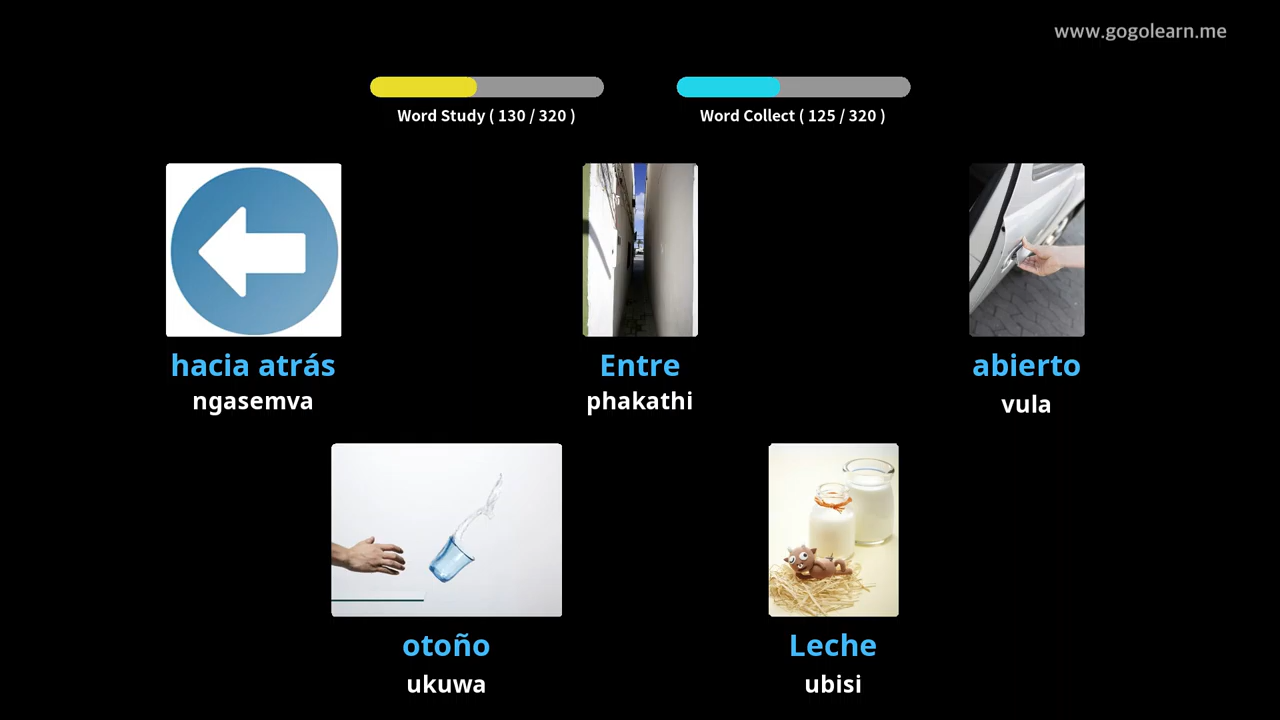 www.gogolearn.me
Word Study ( 130 / 320 )
Word Collect ( 125 / 320 )
hacia atrás
ngasemva
Entre
phakathi
abierto
vula
otoño
ukuwa
Leche
ubisi